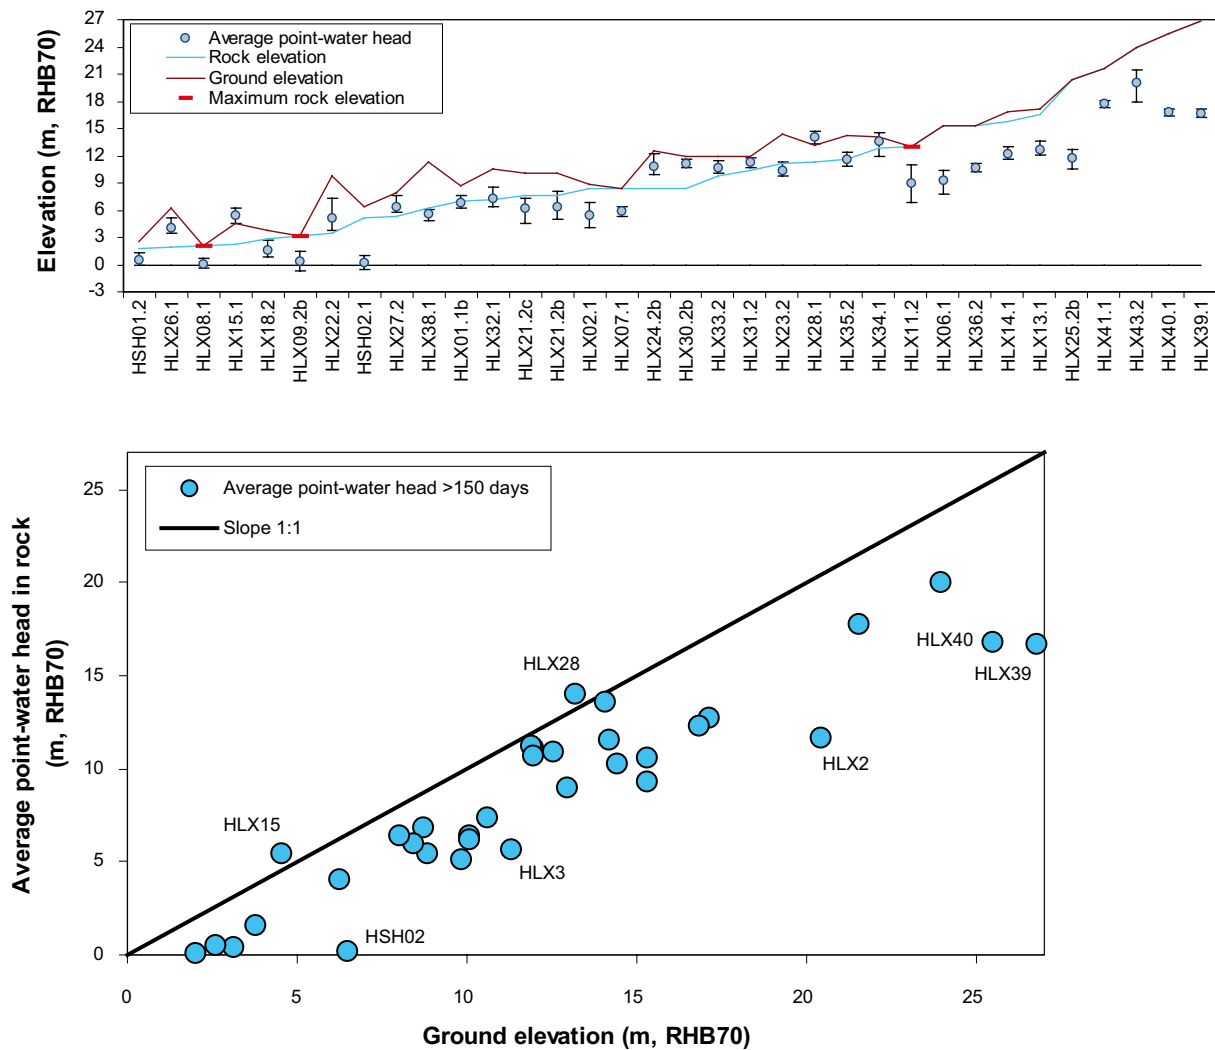 27
24
21
18
15
12
9
6
3
0
-3
Elevation (m, RHB70)
Average point-water head
Rock elevation
Ground elevation
Maximum rock elevation
HSH01.2
HLX26.1
HLX08.1
HLX15.1
HLX18.2
HLX09.2b
HLX22.2
HSH02.1
HLX27.2
HLX38.1
HLX01.1b
HLX32.1
HLX21.2c
HLX21.2b
HLX02.1
HLX07.1
HLX24.2b
HLX30.2b
HLX33.2
HLX31.2
HLX23.2
HLX28.1
HLX35.2
HLX34.1
HLX11.2
HLX06.1
HLX36.2
HLX14.1
HLX13.1
HLX25.2b
HLX41.1
HLX43.2
HLX40.1
HLX39.1
Average point-water head in rock
(m, RHB70)
25
20
15
10
5
0
Average point-water head >150 days
Slope 1:1
HLX28
HLX40
HLX39
HLX2
HLX15
HLX3
HSH02
0
5
10
15
20
25
Ground elevation (m, RHB70)